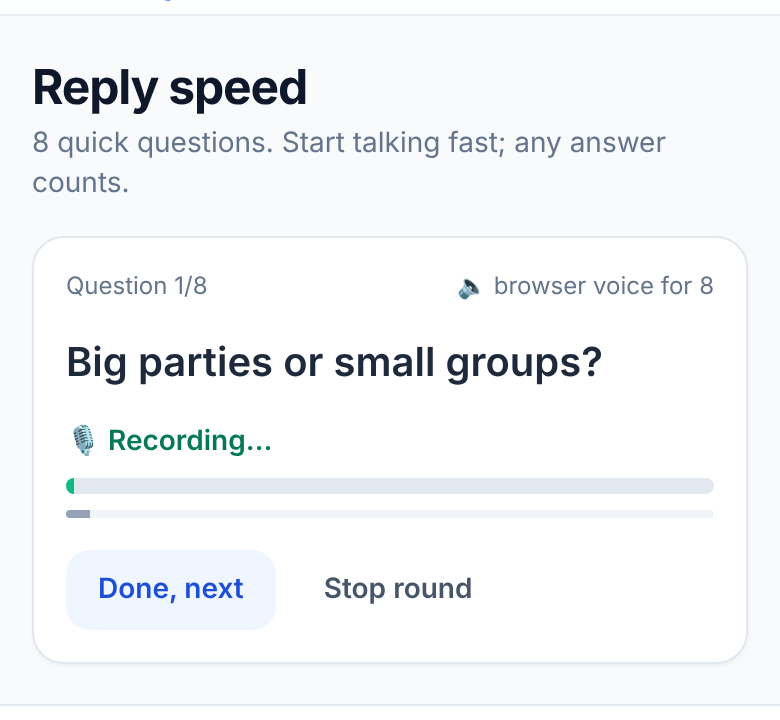 Reply speed
8 quick questions. Start talking fast; any answer
counts.
Question 1/8
🔈 browser voice for 8
Big parties or small groups?
🎙️ Recording...
Done, next
Stop round